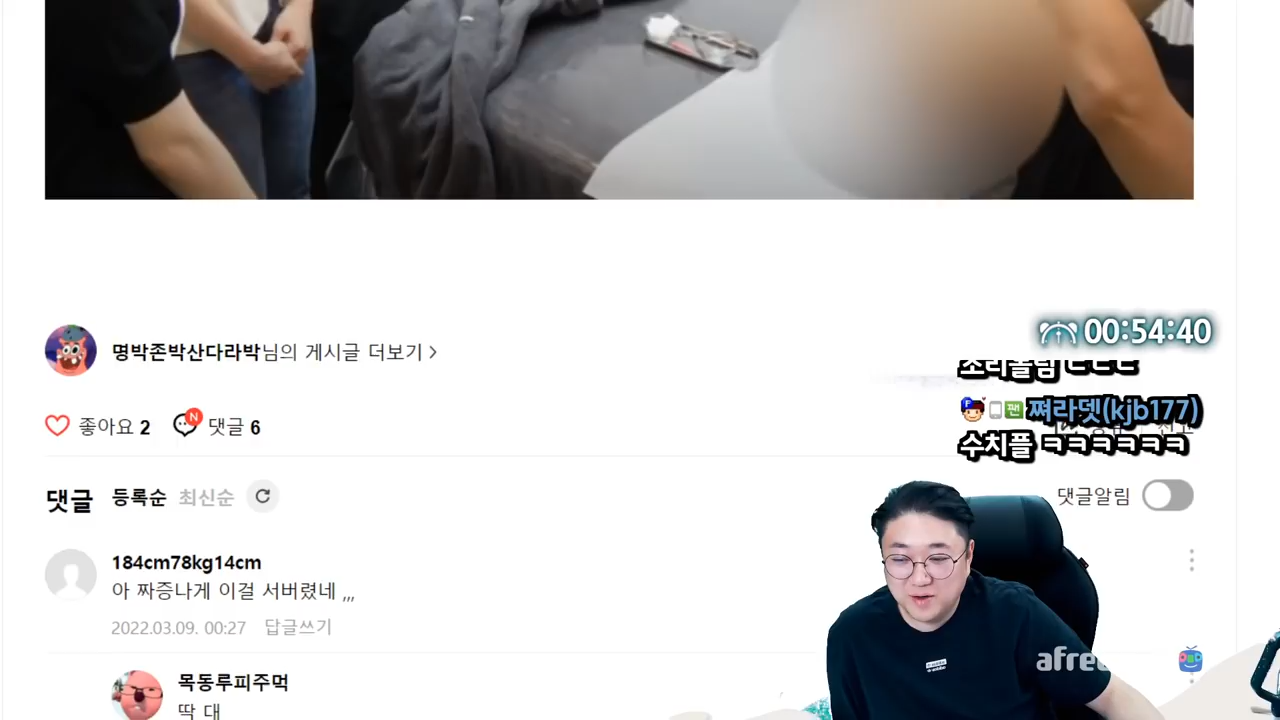 00:54:40
명박존박산다라박님의 게시글 더보기 >
쪄라뎃(kjb177)
좋아요 2 댓글 6
수치플 ㅋㅋㅋㅋㅋㅋ
댓글 등록순 최신순
댓글알림
184cm78kg14cm
아 짜증나게 이걸 서버렸네 ,,,
2022.03.09. 00:27 답글쓰기
목동루피주먹
딱 대